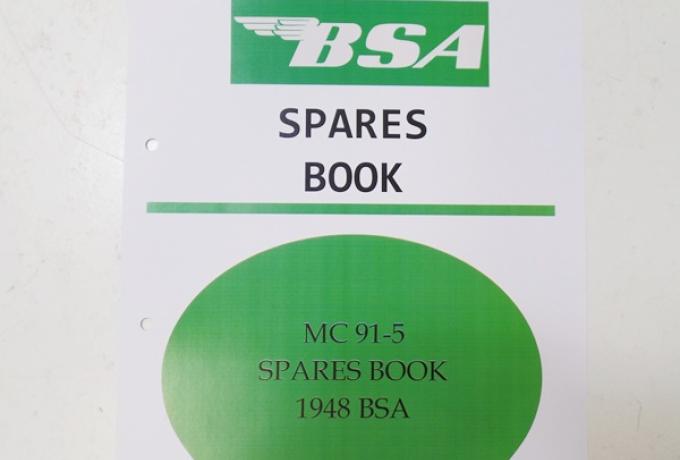 BSA
SPARES
BOOK
MC 91-5
SPARES BOOK
1948 BSA